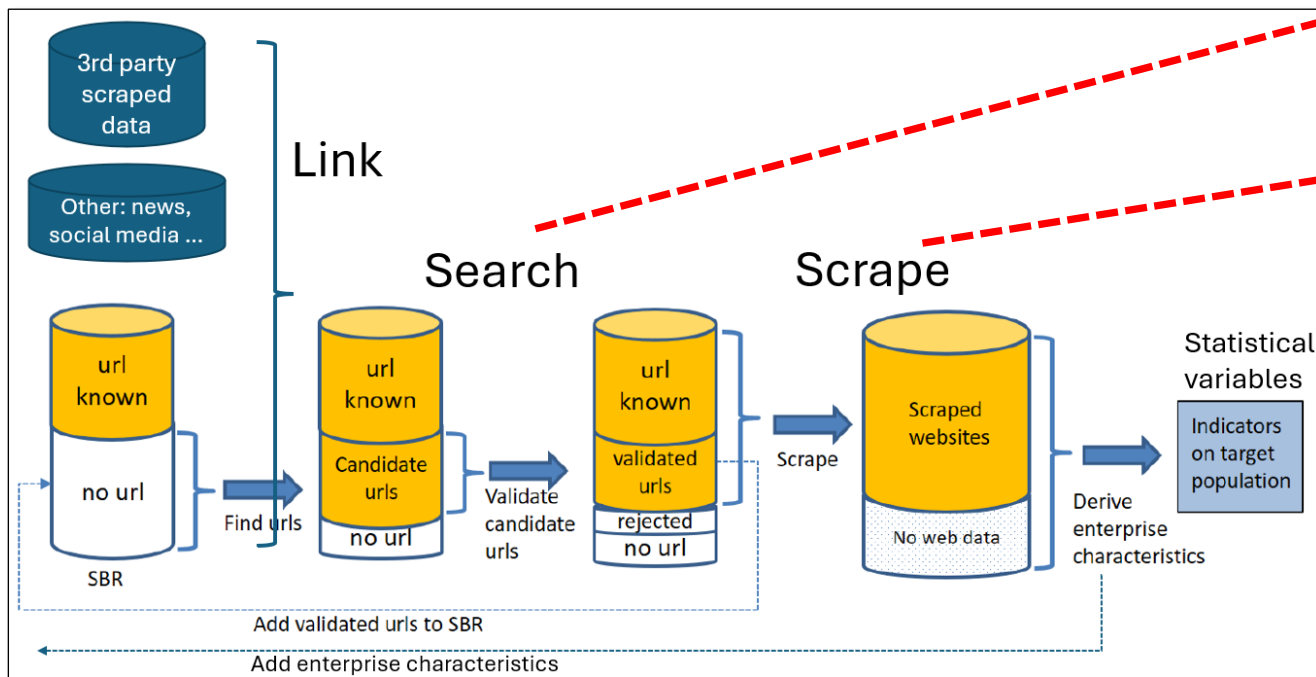 3rd party
scraped
data
Link
Other: news,
social media ...
Search
Scrape
url
known
no url
SBR
Find urls
url
known
Candidate
urls
no url
Validate
candidate
urls
url
known
validated
urls
rejected
no url
Scrape
Scraped
websites
No web data
Derive
enterprise
characteristics
Statistical
variables
Indicators
on target
population
Add validated urls to SBR
Add enterprise characteristics